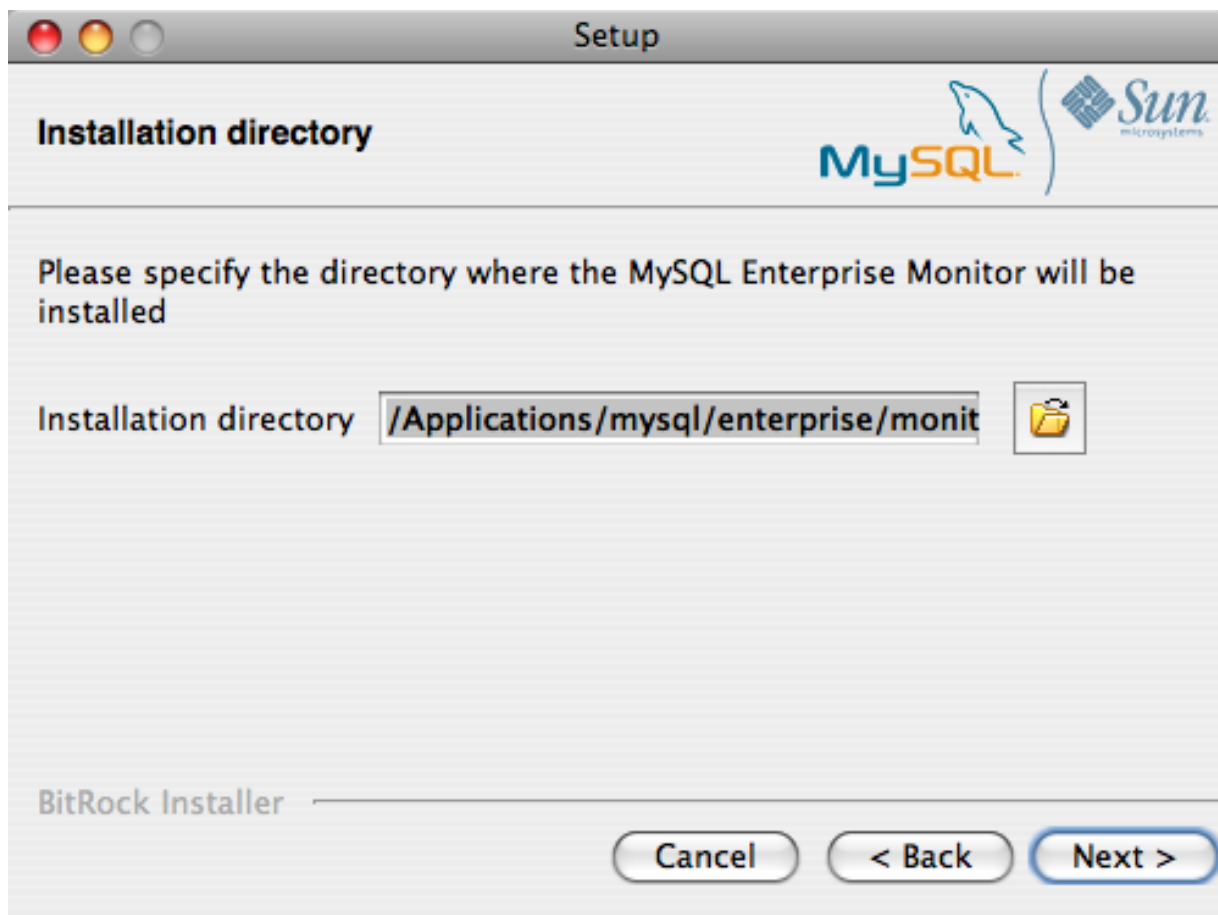 Setup
Installation directory
MySQL
Sun
microsystems
Please specify the directory where the MySQL Enterprise Monitor will be
installed
Installation directory /Applications/mysql/enterprise/monit
BitRock Installer
Cancel < Back Next >